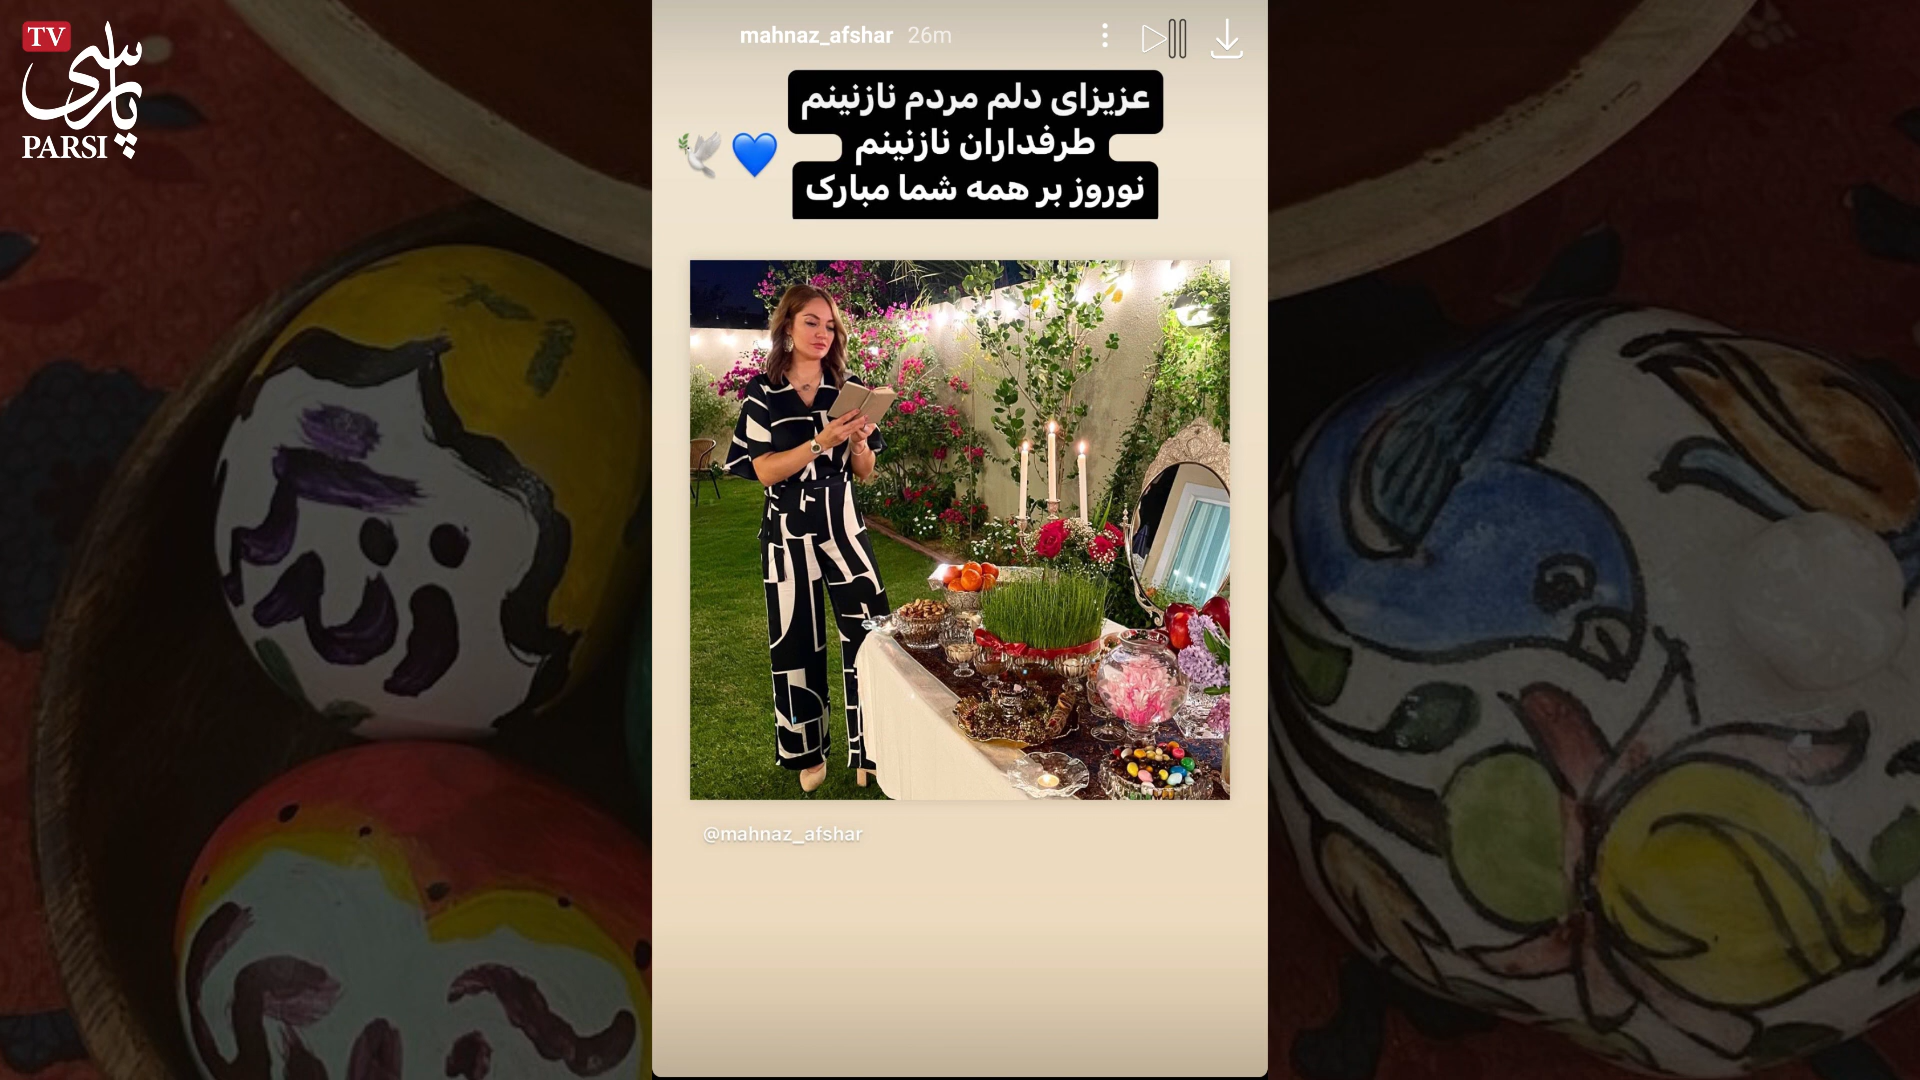 TV
پارسی
PARSI
mahnaz_afshar 26m
عزیزای دلم مردم نازنینم
طرفداران نازنینم
نوروز بر همه شما مبارک
@mahnaz_afshar